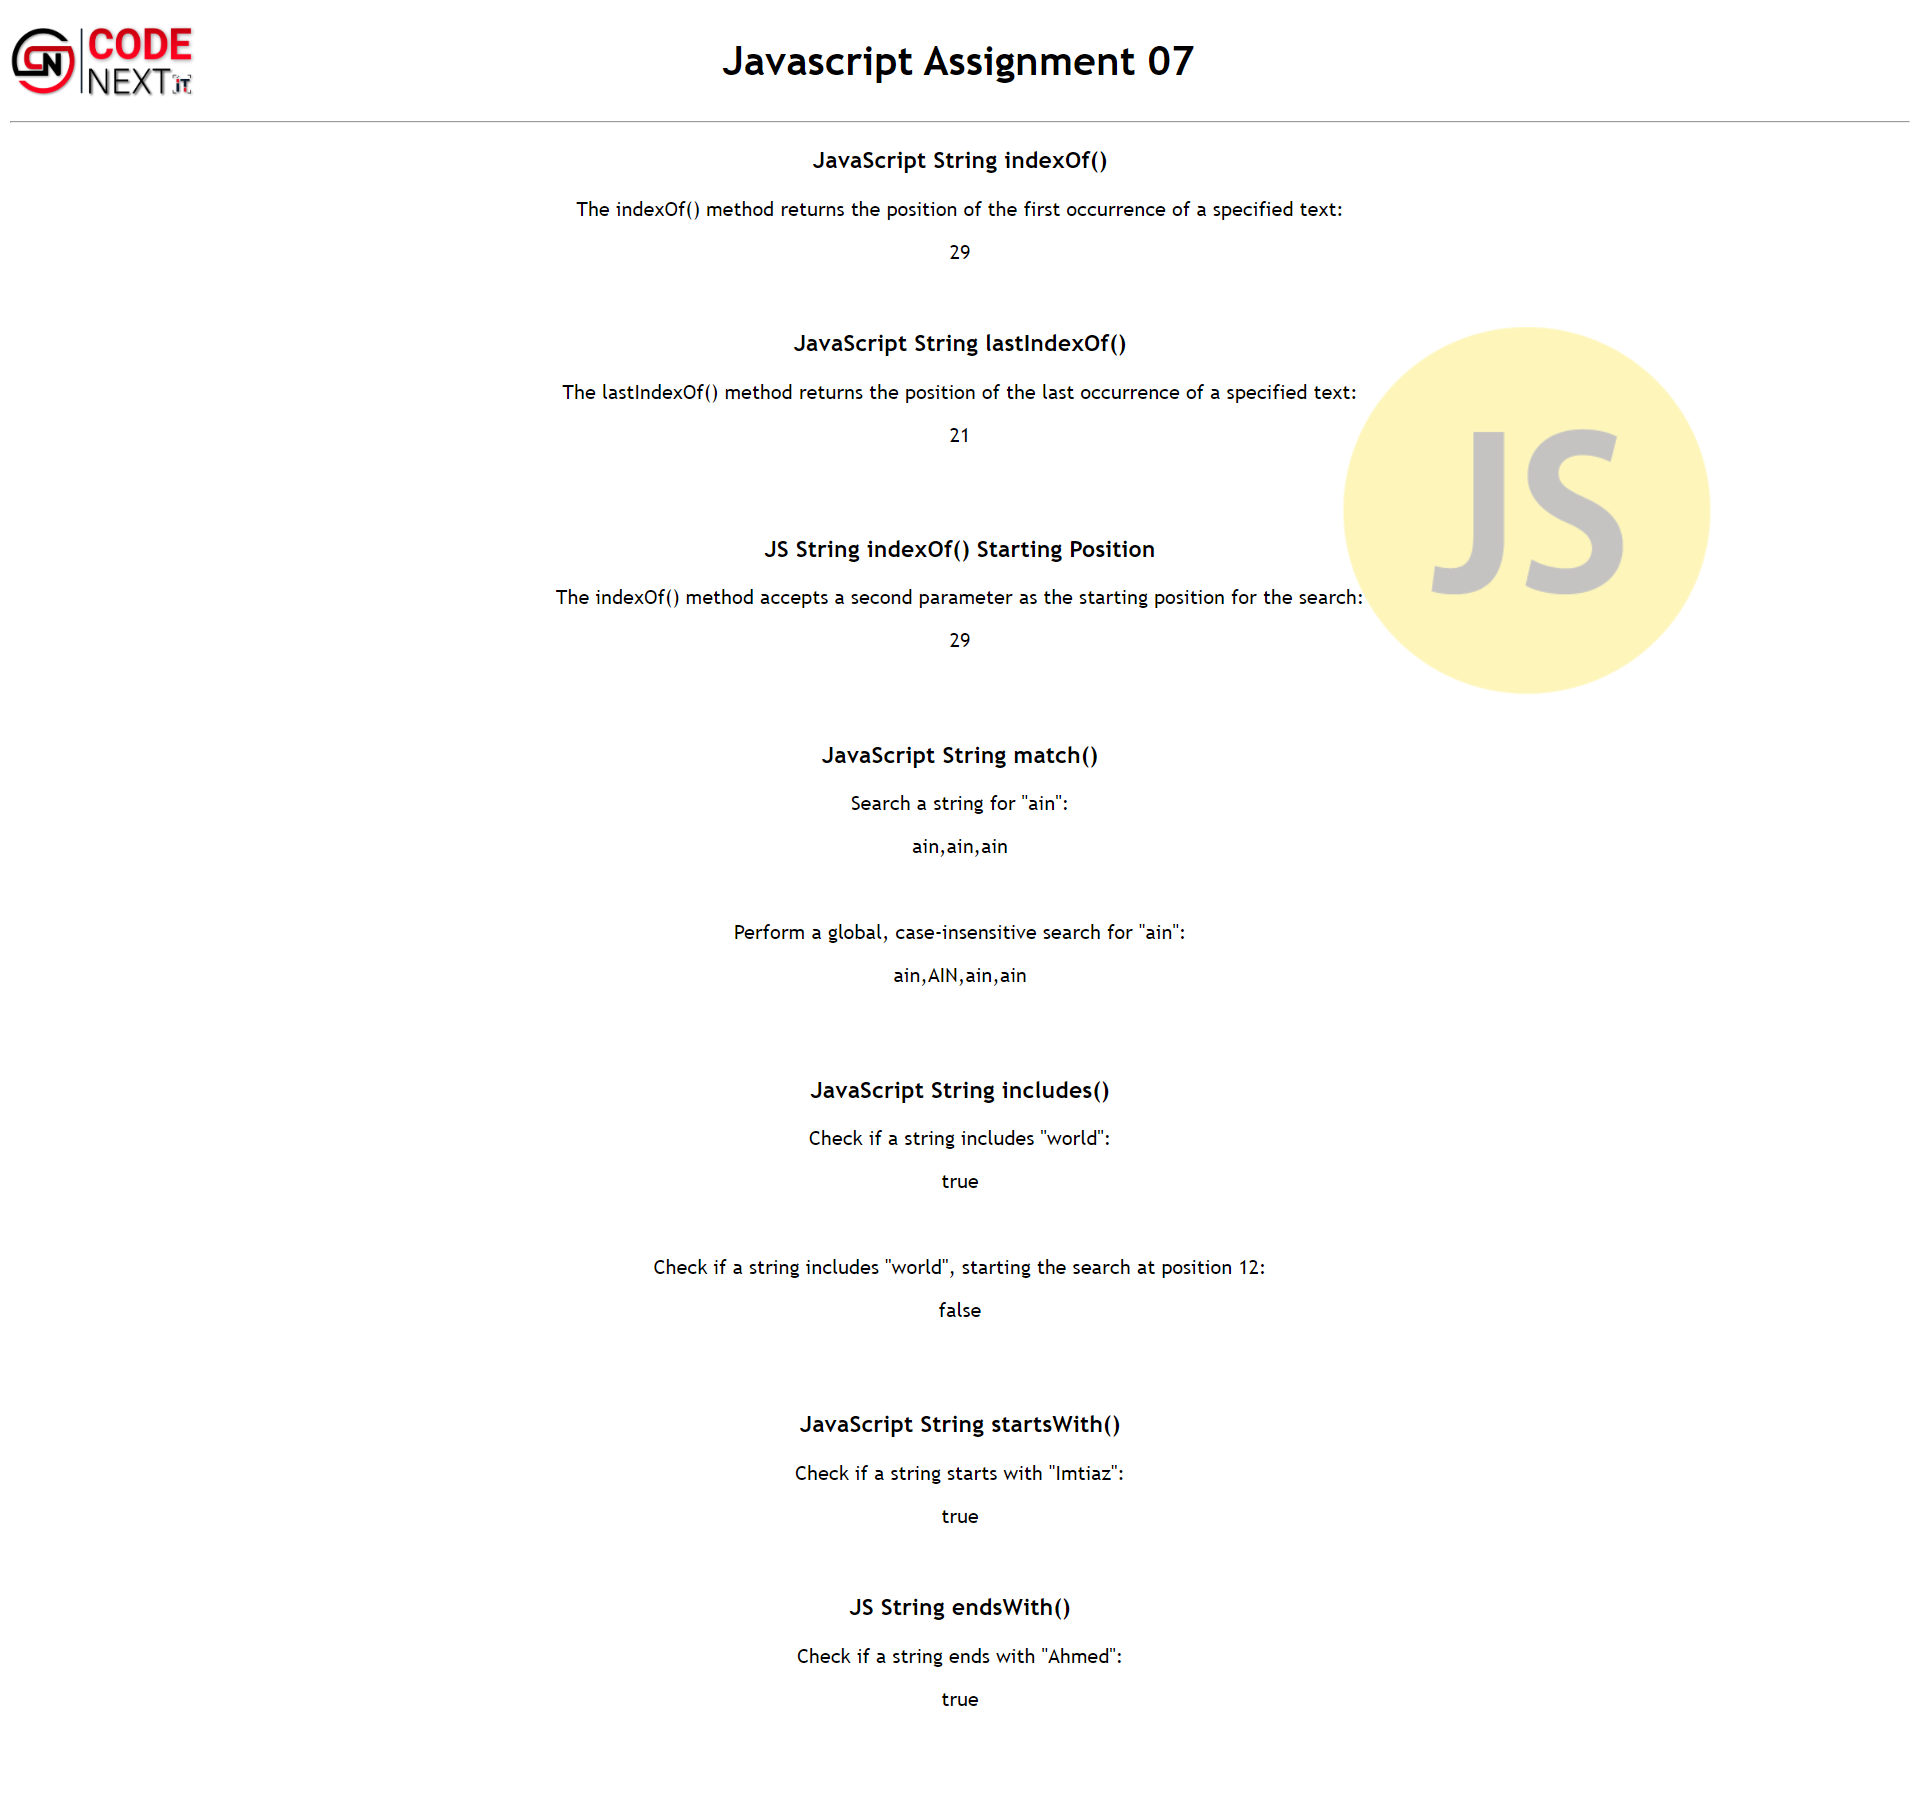 CN CODE
NEXT iT
Javascript Assignment 07
JavaScript String indexOf()
The indexOf() method returns the position of the first occurrence of a specified text:
29
JavaScript String lastIndexOf()
The lastIndexOf() method returns the position of the last occurrence of a specified text:
21
JS
JS String indexOf() Starting Position
The indexOf() method accepts a second parameter as the starting position for the search:
29
JavaScript String match()
Search a string for "ain":
ain,ain,ain
Perform a global, case-insensitive search for "ain":
ain,AIN,ain,ain
JavaScript String includes()
Check if a string includes "world":
true
Check if a string includes "world", starting the search at position 12:
false
JavaScript String startsWith()
Check if a string starts with "Imtiaz":
true
JS String endsWith()
Check if a string ends with "Ahmed":
true